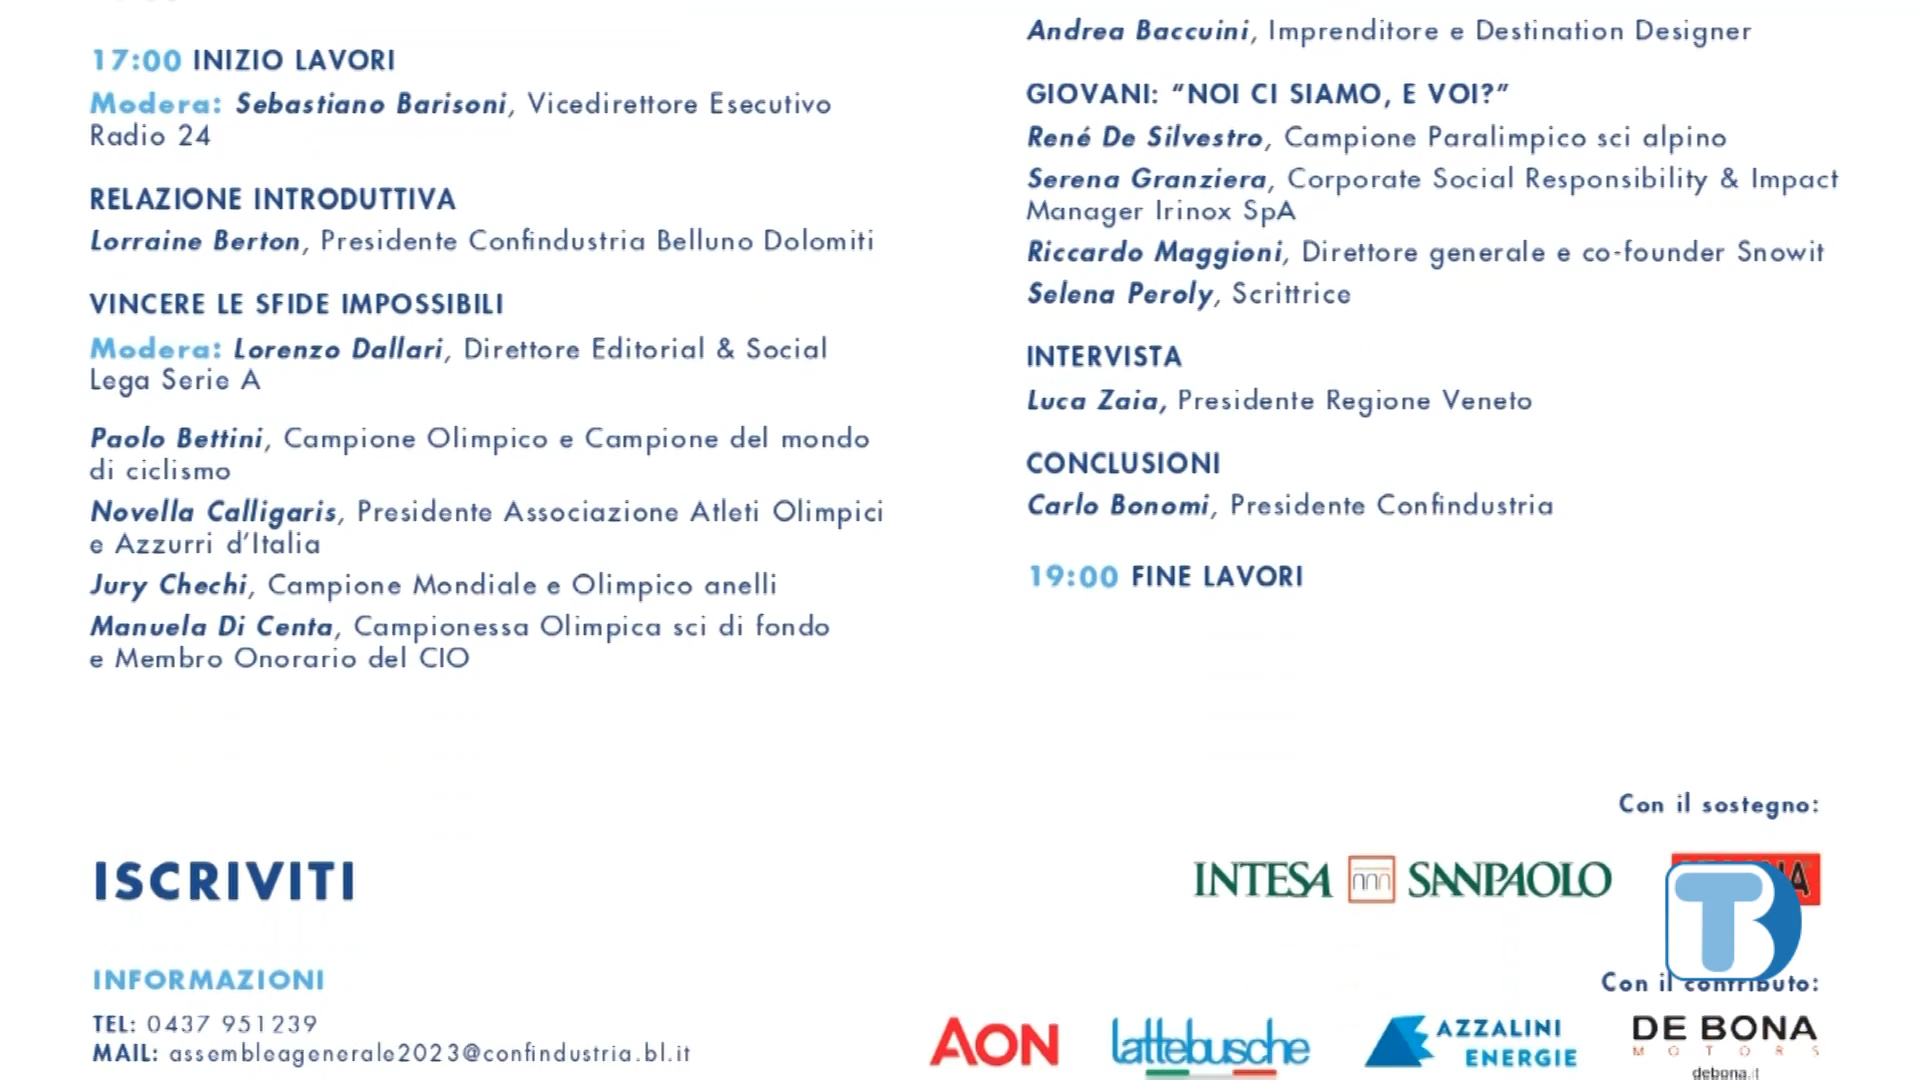 17:00 INIZIO LAVORI
Modera: Sebastiano Barisoni, Vicedirettore Esecutivo
Radio 24
RELAZIONE INTRODUTTIVA
Lorraine Berton, Presidente Confindustria Belluno Dolomiti
VINCERE LE SFIDE IMPOSSIBILI
Modera: Lorenzo Dallari, Direttore Editorial & Social
Lega Serie A
Paolo Bettini, Campione Olimpico e Campione del mondo
di ciclismo
Novella Calligaris, Presidente Associazione Atleti Olimpici
e Azzurri d’Italia
Jury Chechi, Campione Mondiale e Olimpico anelli
Manuela Di Centa, Campionessa Olimpica sci di fondo
e Membro Onorario del CIO
Andrea Baccuini, Imprenditore e Destination Designer
GIOVANI: “NOI CI SIAMO, E VOI?”
René De Silvestro, Campione Paralimpico sci alpino
Serena Granziera, Corporate Social Responsibility & Impact
Manager Irinox SpA
Riccardo Maggioni, Direttore generale e co-founder Snowit
Selena Peroly, Scrittrice
INTERVISTA
Luca Zaia, Presidente Regione Veneto
CONCLUSIONI
Carlo Bonomi, Presidente Confindustria
19:00 FINE LAVORI
ISCRIVITI
INFORMAZIONI
TEL: 0437 951239
MAIL: assembleagenerale2023@confindustria.bl.it
Con il sostegno:
INTESA SANPAOLO
TB
Con il contributo:
AON
lattebusche
AZZALINI
ENERGIE
DE BONA
MOTORS
debona.it